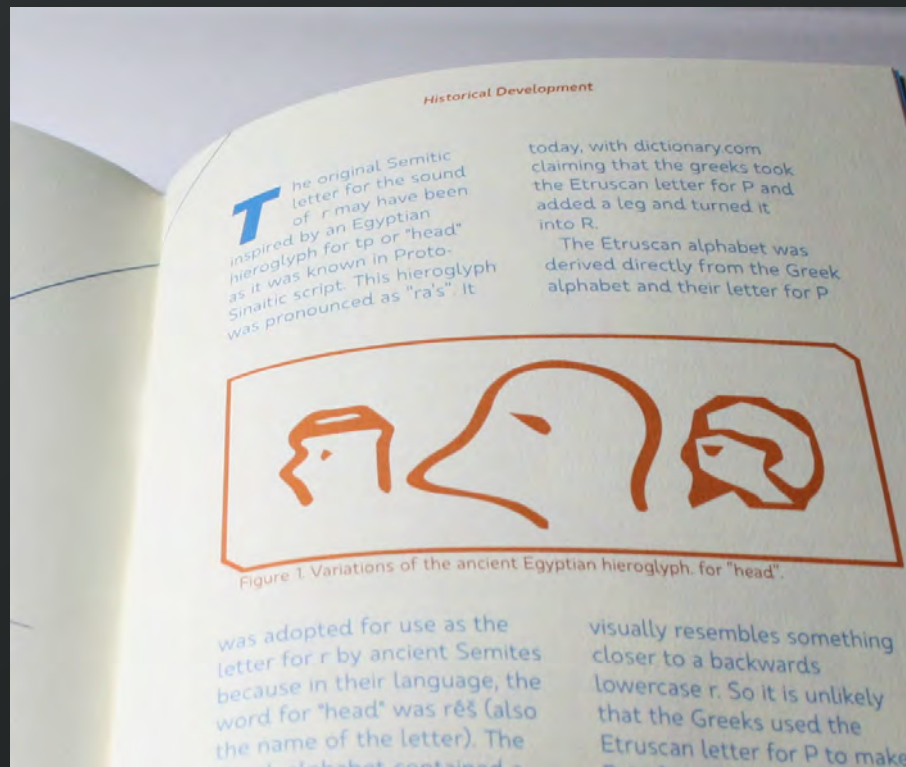 Historical Development
The original Semitic
letter for the sound
of r may have been
inspired by an Egyptian
hieroglyph for tp or "head"
as it was known in Proto-
Sinaitic script. This hieroglyph
was pronounced as "ra's". It
today, with dictionary.com
claiming that the greeks took
the Etruscan letter for P and
added a leg and turned it
into R.
The Etruscan alphabet was
derived directly from the Greek
alphabet and their letter for P
Figure 1. Variations of the ancient Egyptian hieroglyph. for "head".
was adopted for use as the
letter for r by ancient Semites
because in their language, the
word for "head" was rêš (also
the name of the letter). The
alphabet contained
visually resembles something
closer to a backwards
lowercase r. So it is unlikely
that the Greeks used the
Etruscan letter for P to make